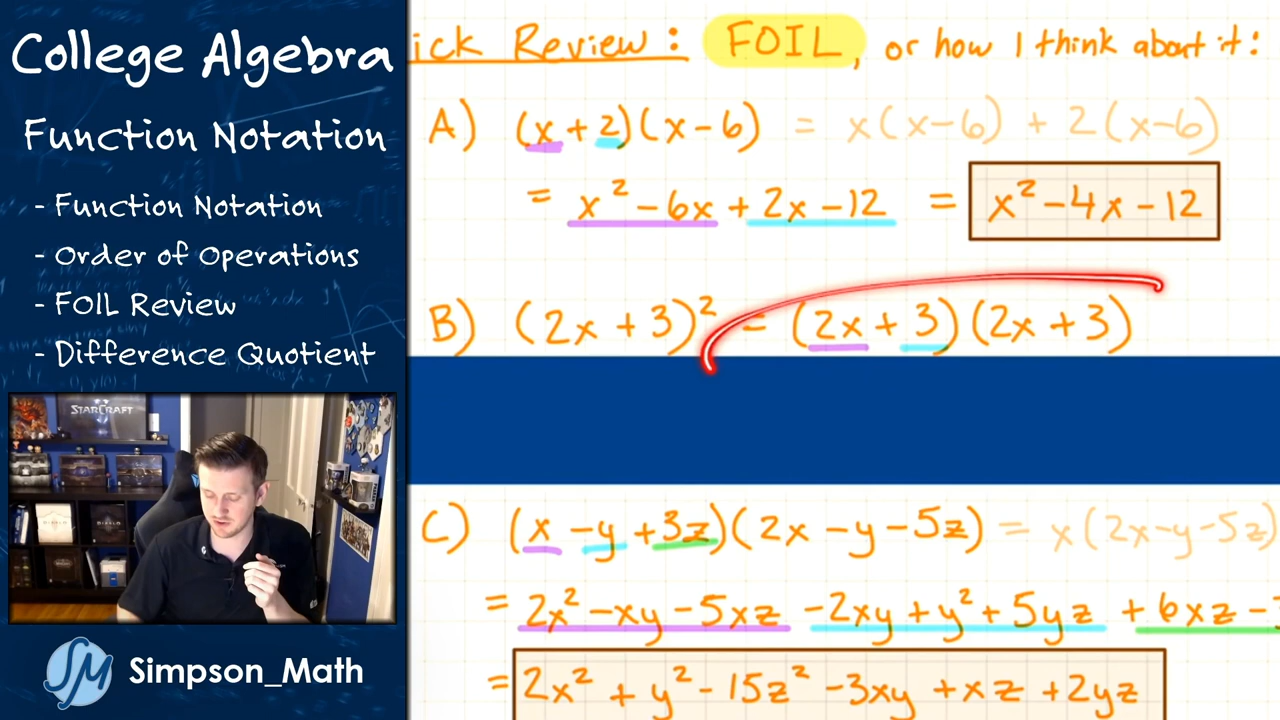 College Algebra
Function Notation
- Function Notation
- Order of Operations
- FOIL Review
- Difference Quotient
STARCRAFT
DIABLO
Simpson_Math
ick Review: FOIL, or how I think about it:
A) (x + 2)(x - 6) = x(x-6) + 2(x-6)
= x² - 6x + 2x - 12 = x² - 4x - 12
B) (2x + 3)² = (2x + 3)(2x + 3)
C) (x - y + 3z)(2x - y - 5z) = x(2x-y-5z)
= 2x² - xy - 5xz - 2xy + y² + 5yz + 6xz -
= 2x² + y² - 15z² - 3xy + xz + 2yz